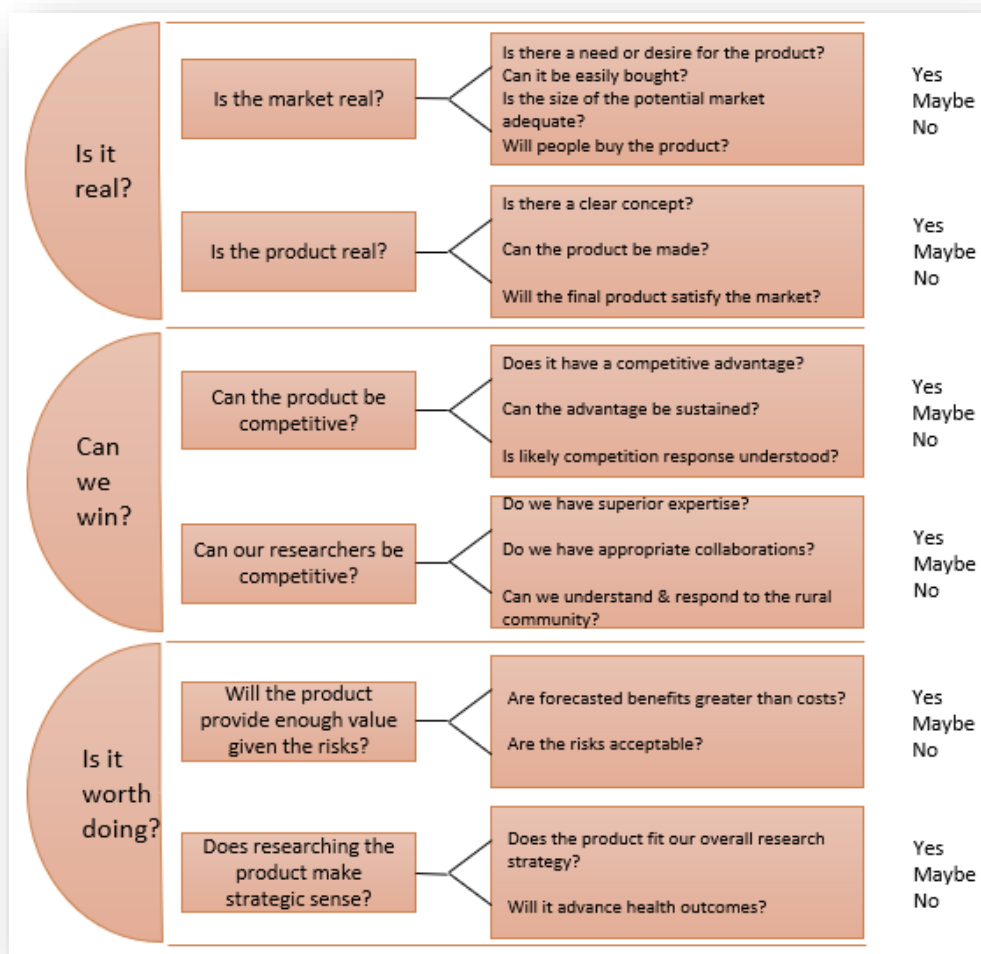 Is it
real?
Is the market real?
Is there a need or desire for the product?
Can it be easily bought?
Is the size of the potential market
adequate?
Will people buy the product?
Yes
Maybe
No
Is the product real?
Is there a clear concept?
Can the product be made?
Will the final product satisfy the market?
Yes
Maybe
No
Can
we
win?
Can the product be
competitive?
Does it have a competitive advantage?
Can the advantage be sustained?
Is likely competition response understood?
Yes
Maybe
No
Can our researchers be
competitive?
Do we have superior expertise?
Do we have appropriate collaborations?
Can we understand & respond to the rural
community?
Yes
Maybe
No
Is it
worth
doing?
Will the product
provide enough value
given the risks?
Are forecasted benefits greater than costs?
Are the risks acceptable?
Yes
Maybe
No
Does researching the
product make
strategic sense?
Does the product fit our overall research
strategy?
Will it advance health outcomes?
Yes
Maybe
No